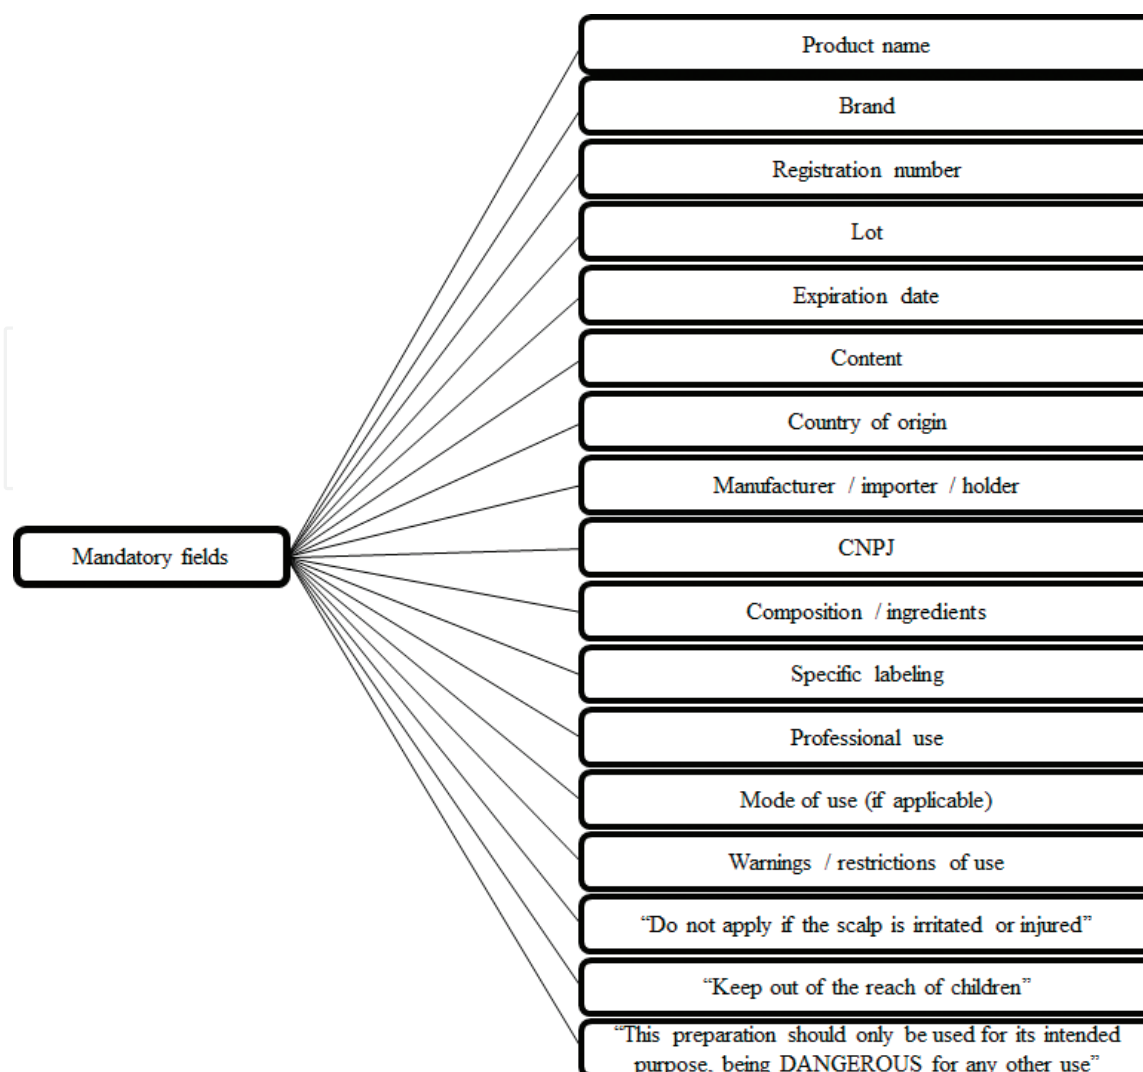 Product name
Brand
Registration number
Lot
Expiration date
Content
Country of origin
Manufacturer / importer / holder
Mandatory fields
CNPJ
Composition / ingredients
Specific labeling
Professional use
Mode of use (if applicable)
Warnings / restrictions of use
“Do not apply if the scalp is irritated or injured”
“Keep out of the reach of children”
“This preparation should only be used for its intended
purpose, being DANGEROUS for any other use”